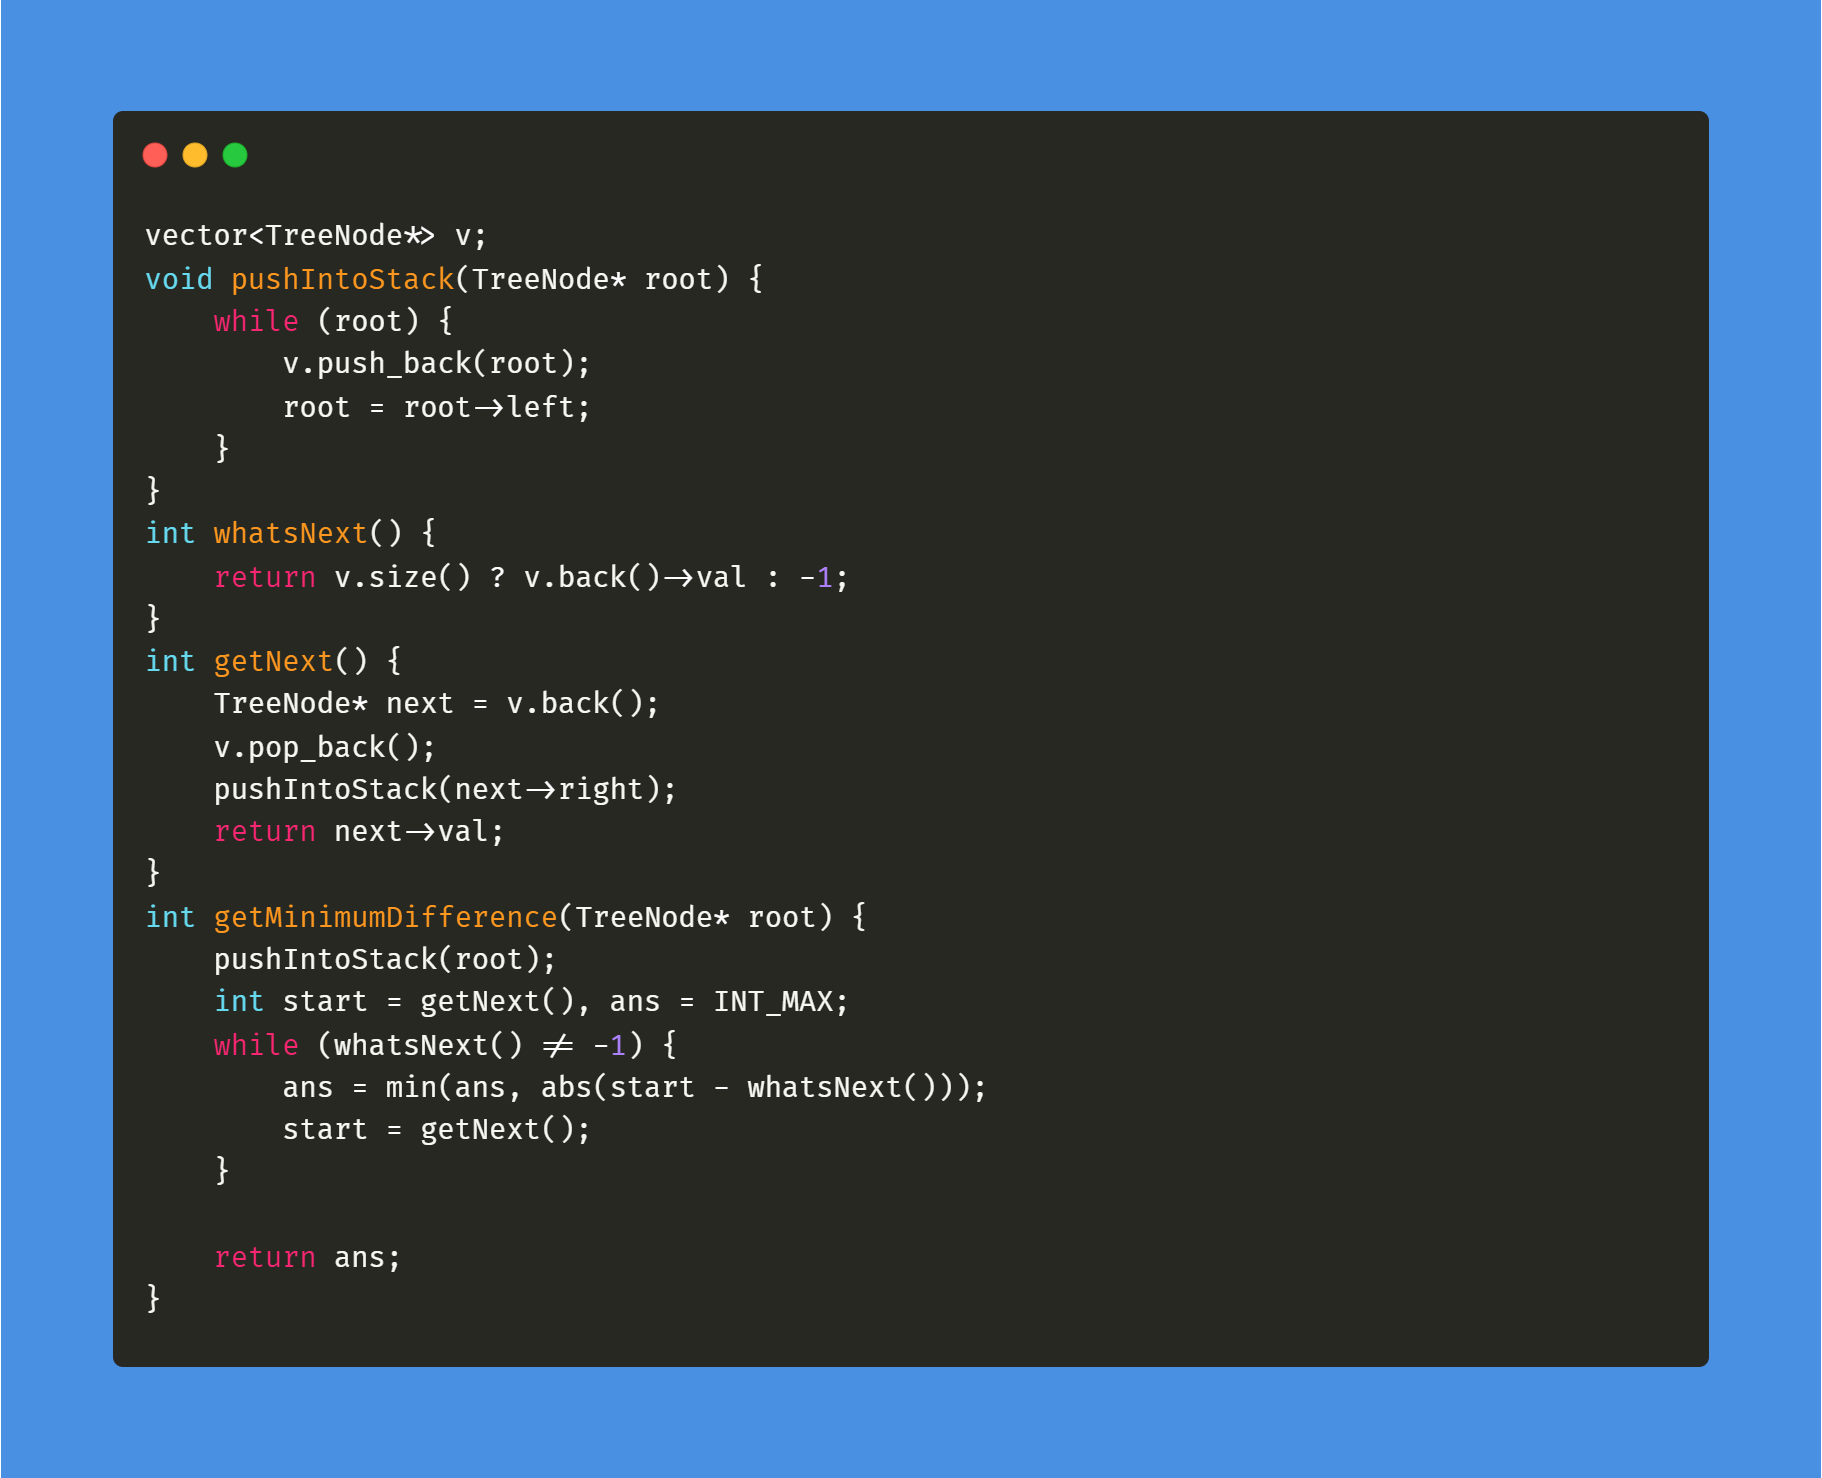 vector<TreeNode*> v;
void pushIntoStack(TreeNode* root) {
    while (root) {
        v.push_back(root);
        root = root->left;
    }
}
int whatsNext() {
    return v.size() ? v.back()->val : -1;
}
int getNext() {
    TreeNode* next = v.back();
    v.pop_back();
    pushIntoStack(next->right);
    return next->val;
}
int getMinimumDifference(TreeNode* root) {
    pushIntoStack(root);
    int start = getNext(), ans = INT_MAX;
    while (whatsNext() != -1) {
        ans = min(ans, abs(start - whatsNext()));
        start = getNext();
    }

    return ans;
}